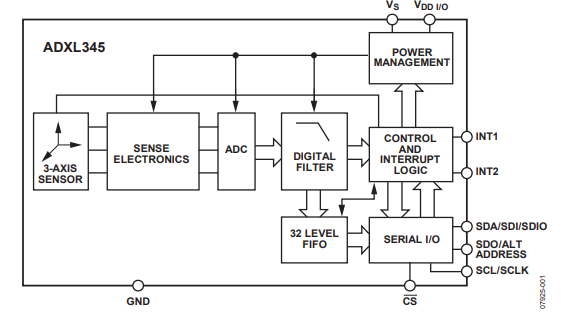 VS
VDD I/O
ADXL345
POWER
MANAGEMENT
3-AXIS
SENSOR
SENSE
ELECTRONICS
ADC
DIGITAL
FILTER
CONTROL
AND
INTERRUPT
LOGIC
INT1
INT2
32 LEVEL
FIFO
SERIAL I/O
SDA/SDI/SDIO
SDO/ALT
ADDRESS
SCL/SCLK
GND
CS
07925-001